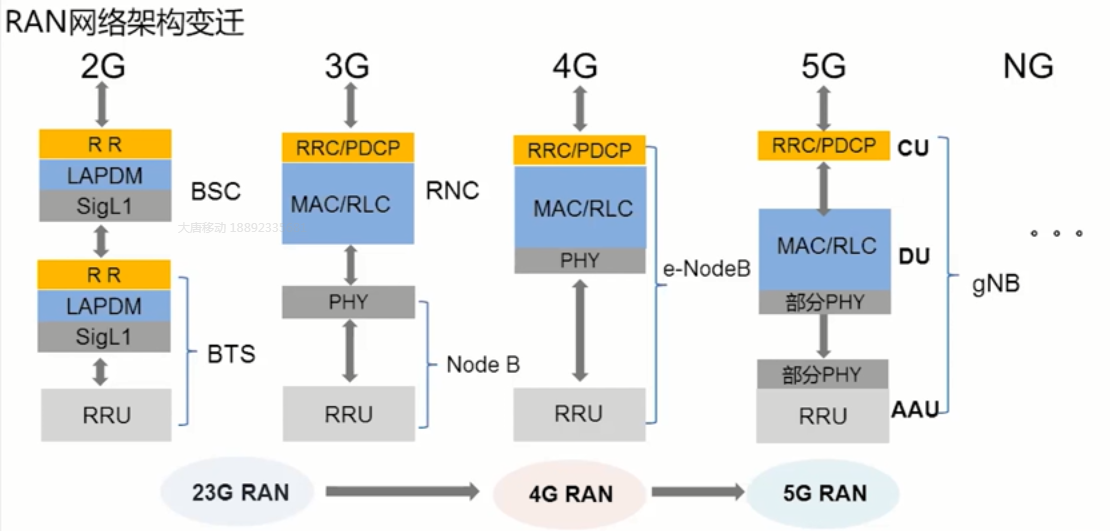 RAN网络架构变迁
2G
3G
4G
5G
NG
R R
LAPDM
SigL1
BSC
R R
LAPDM
SigL1
BTS
RRU
RRC/PDCP
MAC/RLC
RNC
PHY
Node B
RRU
RRC/PDCP
MAC/RLC
PHY
e-NodeB
RRU
RRC/PDCP
CU
MAC/RLC
DU
部分PHY
gNB
部分PHY
RRU
AAU
。。。
大唐移动 18892335
23G RAN
4G RAN
5G RAN